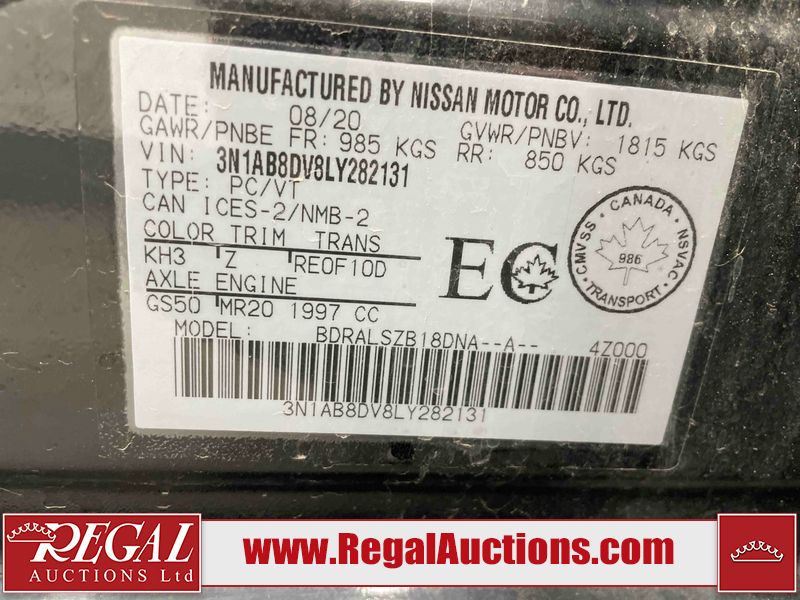 MANUFACTURED BY NISSAN MOTOR CO., LTD.
DATE: 08/20 GVWR/PNBV: 1815 KGS
GAWR/PNBE FR: 985 KGS RR: 850 KGS
VIN: 3N1AB8DV8LY282131
TYPE: PC/VT
CAN ICES-2/NMB-2
COLOR TRIM TRANS
KH3 Z RE0F10D
AXLE ENGINE
GS50 MR20 1997 CC
MODEL: BDRALSZB18DNA--A-- 4Z000
EC
CANADA
CMVSS
NSVAC
986
TRANSPORT
3N1AB8DV8LY282131
REGAL
AUCTIONS Ltd
www.RegalAuctions.com